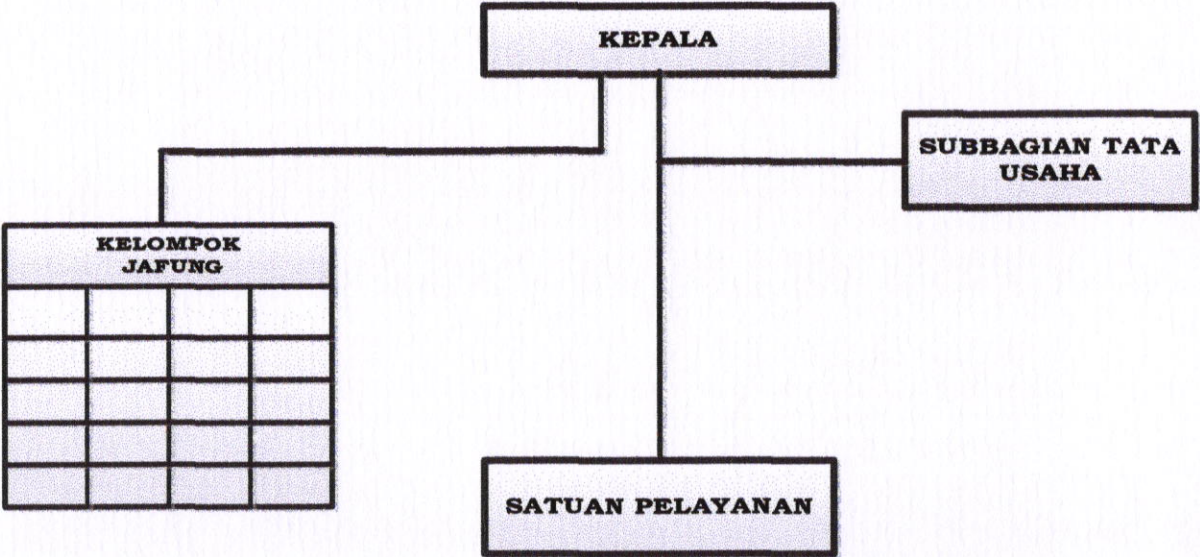 KEPALA
SUBBAGIAN TATA
USAHA
KELOMPOK
JAFUNG
SATUAN PELAYANAN